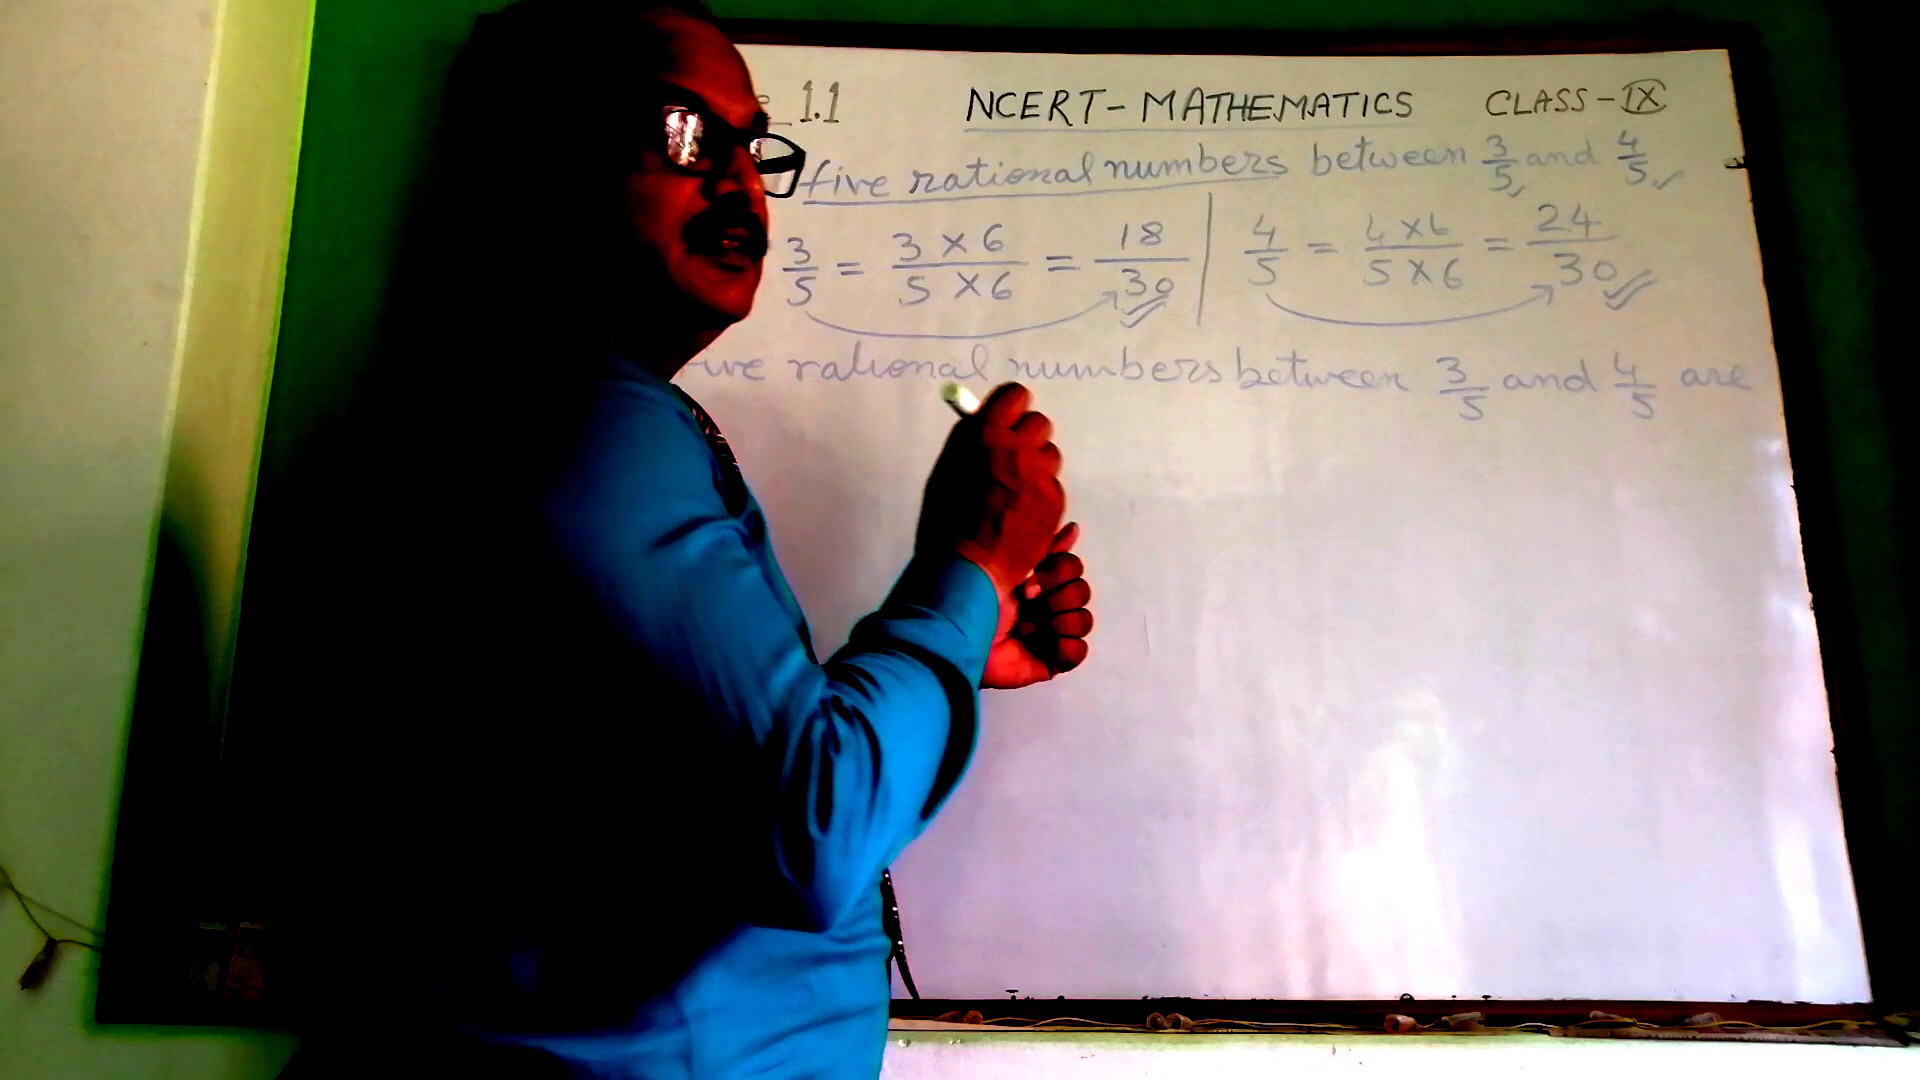 1.1 NCERT-MATHEMATICS CLASS-IX
five rational numbers between 3/5 and 4/5
3/5 = 3×6/5×6 = 18/30 | 4/5 = 4×6/5×6 = 24/30
five rational numbers between 3/5 and 4/5 are